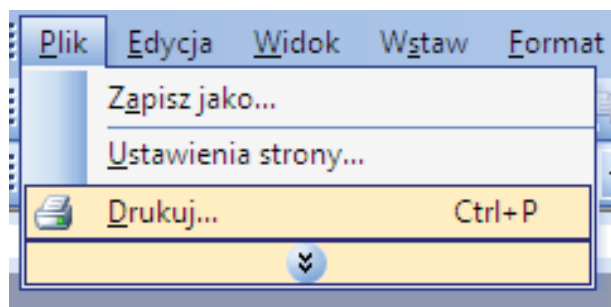 Plik Edycja Widok Wstaw Format
Zapisz jako...
Ustawienia strony...
Drukuj... Ctrl+P